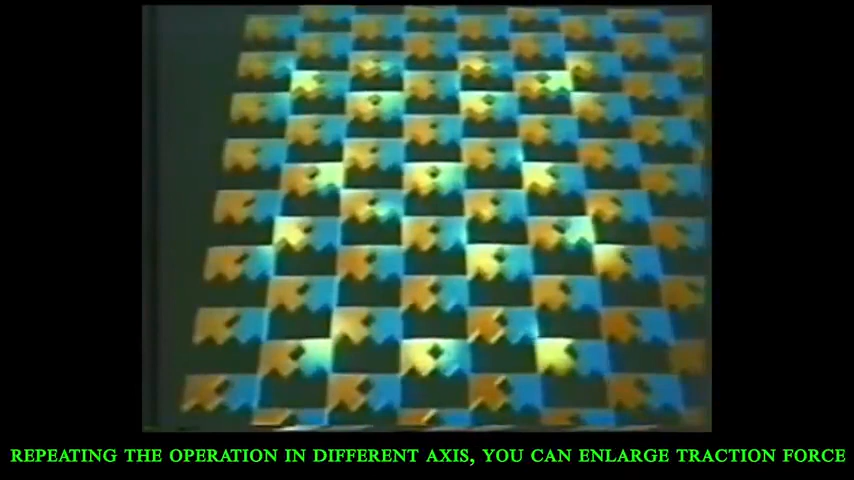 REPEATING THE OPERATION IN DIFFERENT AXIS, YOU CAN ENLARGE TRACTION FORCE